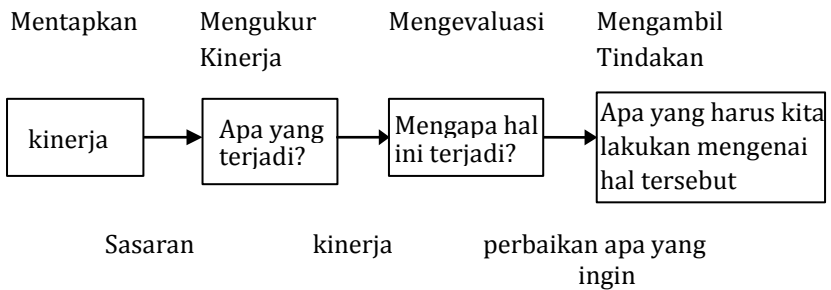 Mentapkan
Mengukur
Kinerja
Mengevaluasi
Mengambil
Tindakan
kinerja
Apa yang
terjadi?
Mengapa hal
ini terjadi?
Apa yang harus kita
lakukan mengenai
hal tersebut
Sasaran
kinerja
perbaikan apa yang
ingin